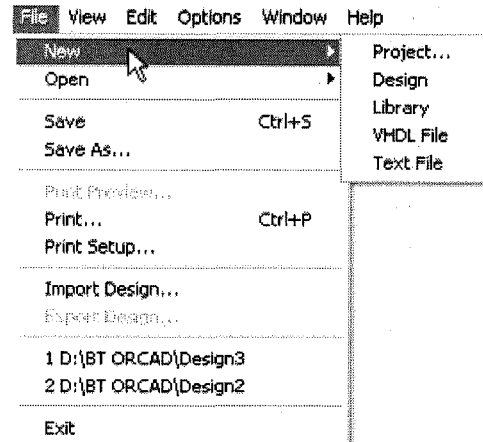 File View Edit Options Window Help
New
Open
Save Ctrl+S
Save As...
Print Preview...
Print... Ctrl+P
Print Setup...
Import Design...
Export Design...
1 D:\BT ORCAD\Design3
2 D:\BT ORCAD\Design2
Exit
Project...
Design
Library
VHDL File
Text File